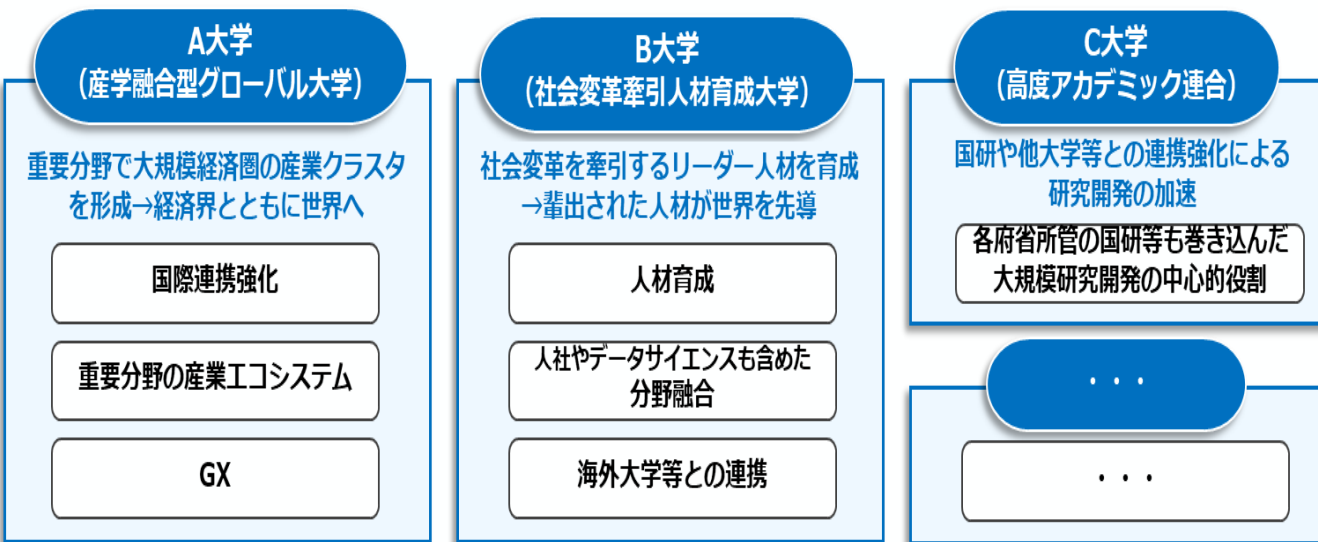 A大学
(産学融合型グローバル大学)
重要分野で大規模経済圏の産業クラスタ
を形成→経済界とともに世界へ
国際連携強化
重要分野の産業エコシステム
GX
B大学
(社会変革牽引人材育成大学)
社会変革を牽引するリーダー人材を育成
→輩出された人材が世界を先導
人材育成
人社やデータサイエンスも含めた
分野融合
海外大学等との連携
C大学
(高度アカデミック連合)
国研や他大学等との連携強化による
研究開発の加速
各府省所管の国研等も巻き込んだ
大規模研究開発の中心的役割
・・・
・・・